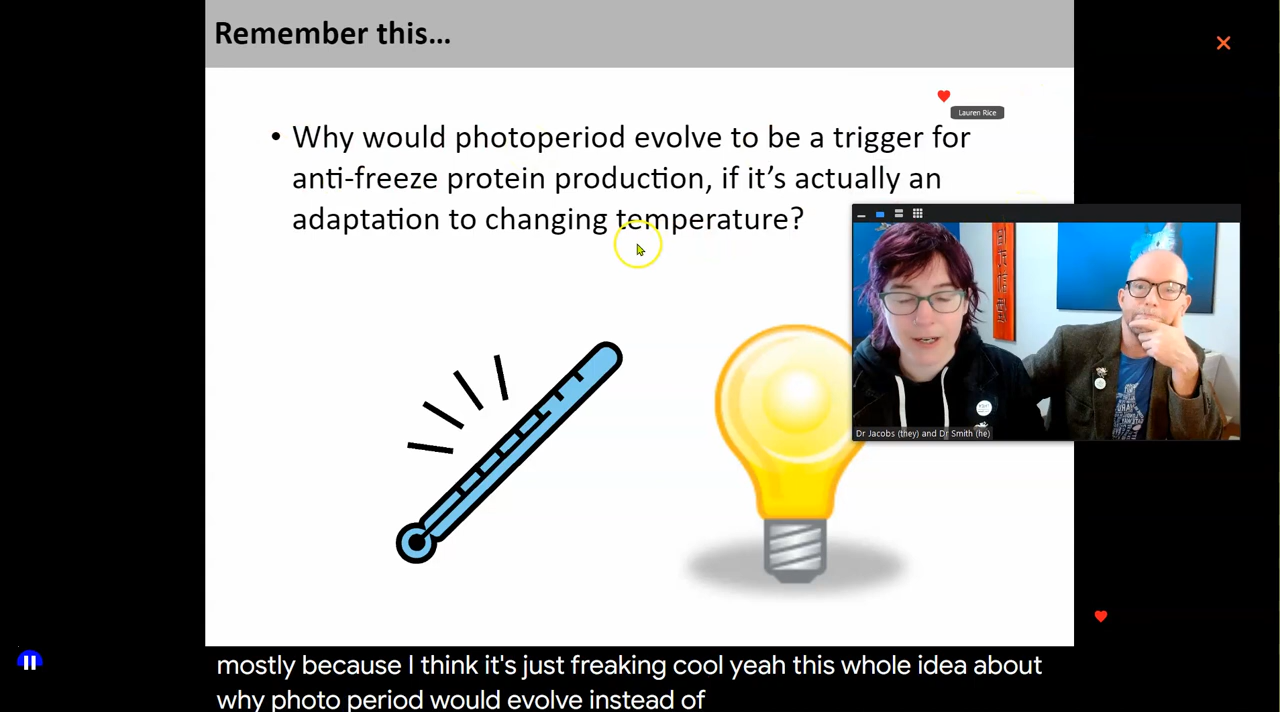 Remember this…
Lauren Rice
• Why would photoperiod evolve to be a trigger for
anti-freeze protein production, if it's actually an
adaptation to changing temperature?
Dr Jacobs (they) and Dr Smith (he)
mostly because I think it's just freaking cool yeah this whole idea about
why photo period would evolve instead of